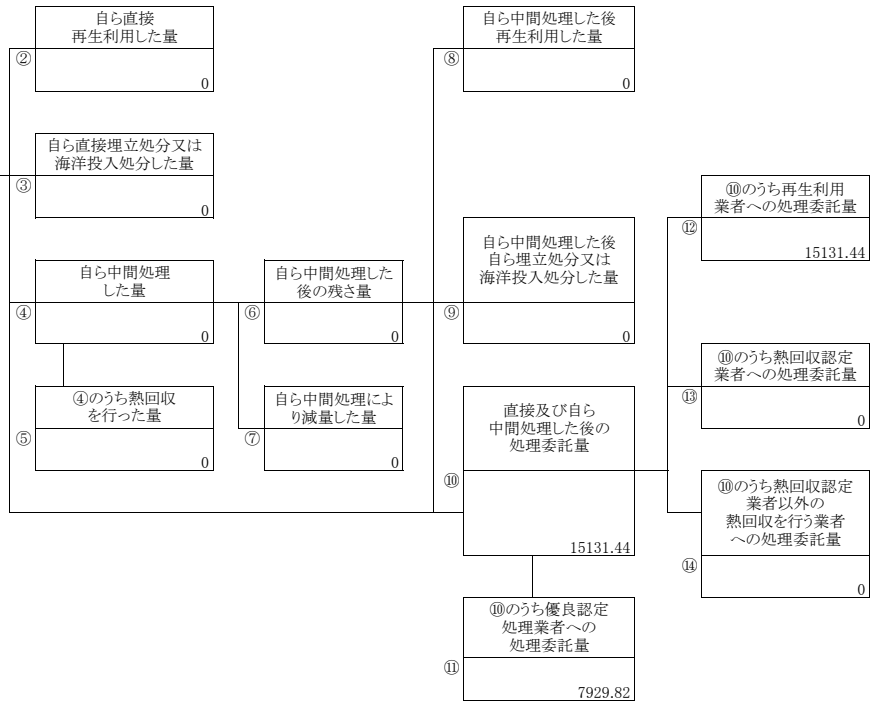 自ら直接
再生利用した量
②
0
自ら直接埋立処分又は
海洋投入処分した量
③
0
自ら中間処理
した量
④
0
④のうち熱回収
を行った量
⑤
0
自ら中間処理した
後の残さ量
⑥
0
自ら中間処理によ
り減量した量
⑦
0
自ら中間処理した後
再生利用した量
⑧
0
自ら中間処理した後
自ら埋立処分又は
海洋投入処分した量
⑨
0
直接及び自ら
中間処理した後の
処理委託量
⑩
15131.44
⑩のうち優良認定
処理業者への
処理委託量
⑪
7929.82
⑩のうち再生利用
業者への処理委託量
⑫
15131.44
⑩のうち熱回収認定
業者への処理委託量
⑬
0
⑩のうち熱回収認定
業者以外の
熱回収を行う業者
への処理委託量
⑭
0